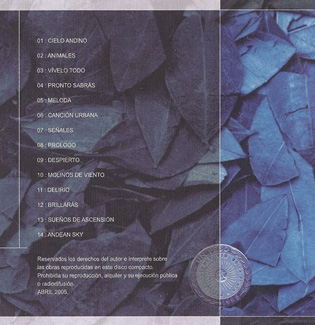 01 : CIELO ANDINO
02 : ANIMALES
03 : VÍVELO TODO
04 : PRONTO SABRÁS
05 : MELODA
06 : CANCIÓN URBANA
07 : SEÑALES
08 : PRÓLOGO
09 : DESPIERTO
10 : MOLINOS DE VIENTO
11 : DELIRIO
12 : BRILLARÁS
13 : SUEÑOS DE ASCENSIÓN
14 : ANDEAN SKY
Reservados los derechos del autor e interprete sobre
las obras reproducidas en este disco compacto.
Prohibida su reproducción, alquiler y su ejecución pública
o radiodifusión.
ABRIL 2005.